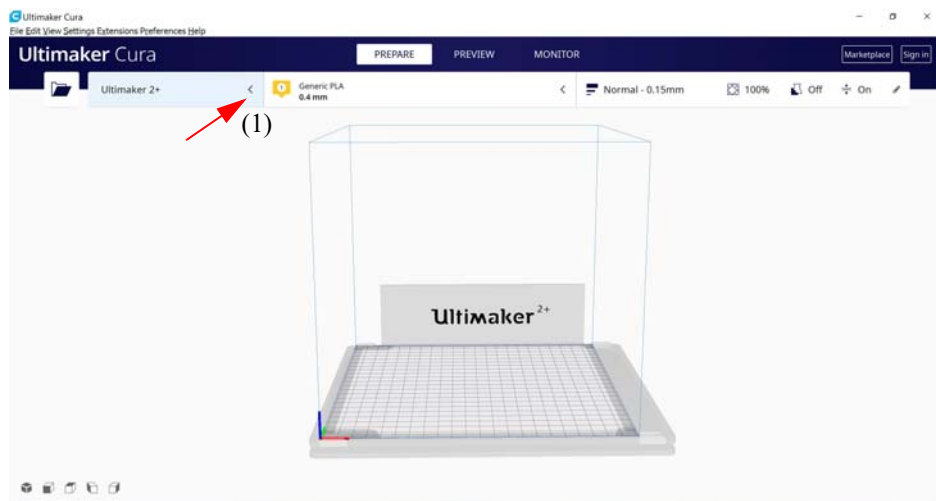 Ultimaker Cura
File Edit View Settings Extensions Preferences Help
Ultimaker Cura PREPARE PREVIEW MONITOR Marketplace Sign in
Ultimaker 2+ 1 Generic PLA
0.4 mm
Normal - 0.15mm 100% Off On
(1)
Ultimaker 2+